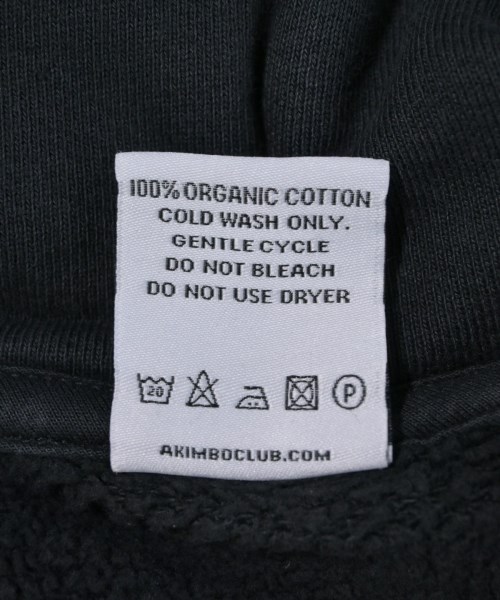 100% ORGANIC COTTON
COLD WASH ONLY.
GENTLE CYCLE
DO NOT BLEACH
DO NOT USE DRYER
20 P
AKIMBOCLUB.COM